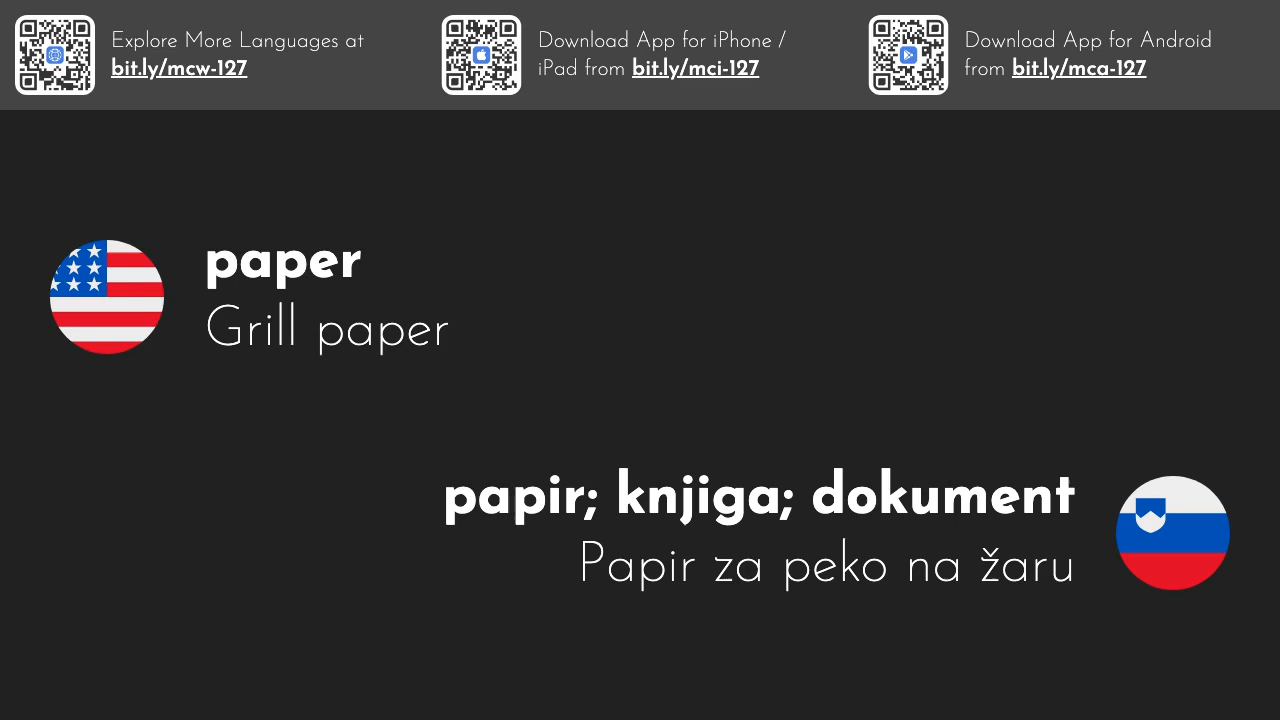 Explore More Languages at
bit.ly/mcw-127
Download App for iPhone /
iPad from bit.ly/mci-127
Download App for Android
from bit.ly/mca-127
paper
Grill paper
papir; knjiga; dokument
Papir za peko na žaru